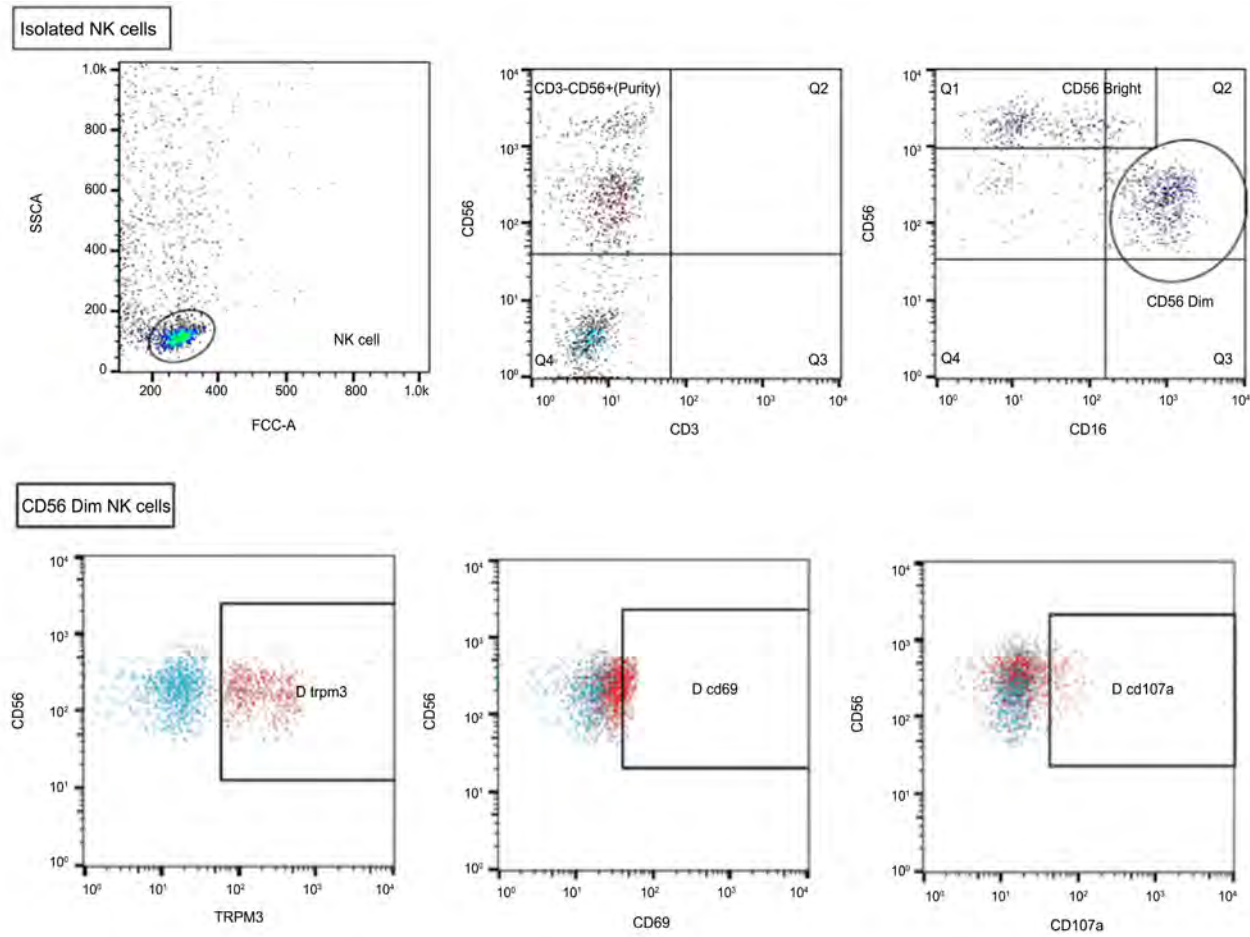 Isolated NK cells
1.0k
800
600
400
200
0
SSCA
NK cell
200
400
600
800
1.0k
FCC-A
10⁴
10³
10²
10¹
10⁰
CD56
CD3-CD56+(Purity)
Q2
Q4
Q3
10⁰
10¹
10²
10³
10⁴
CD3
10⁴
10³
10²
10¹
10⁰
CD56
Q1
CD56 Bright
Q2
CD56 Dim
Q4
Q3
10⁰
10¹
10²
10³
10⁴
CD16
CD56 Dim NK cells
10⁴
10³
10²
10¹
10⁰
CD56
D trpm3
10⁰
10¹
10²
10³
10⁴
TRPM3
10⁴
10³
10²
10¹
10⁰
CD56
D cd69
10⁰
10¹
10²
10³
10⁴
CD69
10⁴
10³
10²
10¹
10⁰
CD56
D cd107a
10⁰
10¹
10²
10³
10⁴
CD107a